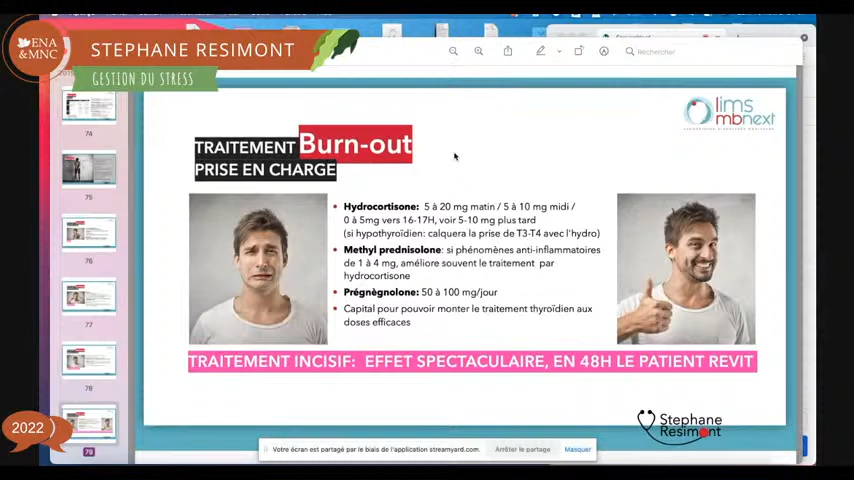 ENA
&MNC
STEPHANE RESIMONT
GESTION DU STRESS
Rechercher
74
75
76
77
78
79
lims
mbnext
TRAITEMENT Burn-out
PRISE EN CHARGE
• Hydrocortisone: 5 à 20 mg matin / 5 à 10 mg midi /
0 à 5mg vers 16-17H, voir 5-10 mg plus tard
(si hypothyroïdien: calquera la prise de T3-T4 avec l'hydro)
• Methyl prednisolone: si phénomènes anti-inflammatoires
de 1 à 4 mg, améliore souvent le traitement par
hydrocortisone
• Prégnègnolone: 50 à 100 mg/jour
• Capital pour pouvoir monter le traitement thyroïdien aux
doses efficaces
TRAITEMENT INCISIF: EFFET SPECTACULAIRE, EN 48H LE PATIENT REVIT
Stephane
Resimont
2022
Votre écran est partagé par le biais de l'application streamyard.com.
Arrêter le partage
Masquer